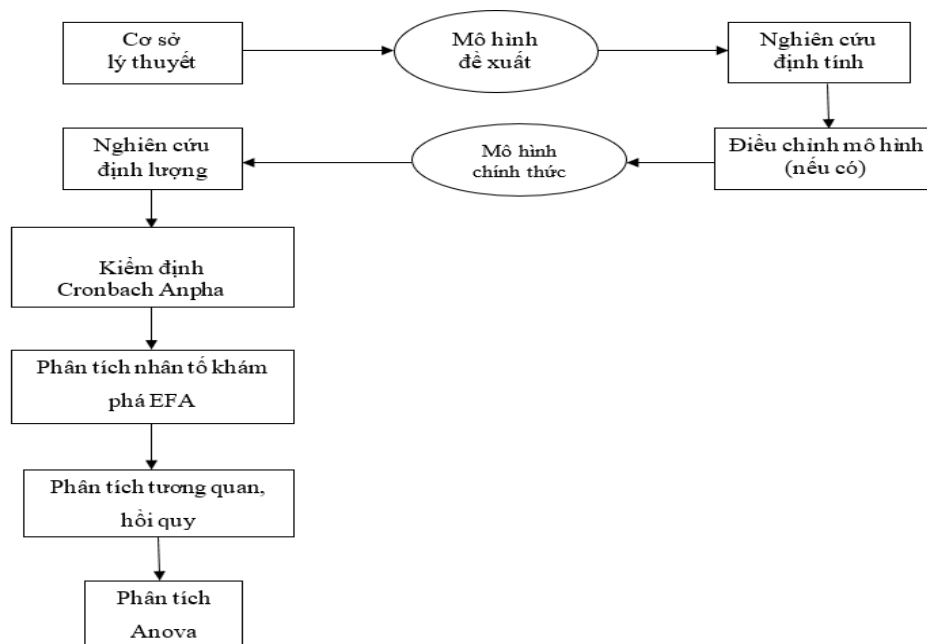 Cơ sở
lý thuyết
Mô hình
đề xuất
Nghiên cứu
định tính
Điều chỉnh mô hình
(nếu có)
Mô hình
chính thức
Nghiên cứu
định lượng
Kiểm định
Cronbach Anpha
Phân tích nhân tố khám
phá EFA
Phân tích tương quan,
hồi quy
Phân tích
Anova